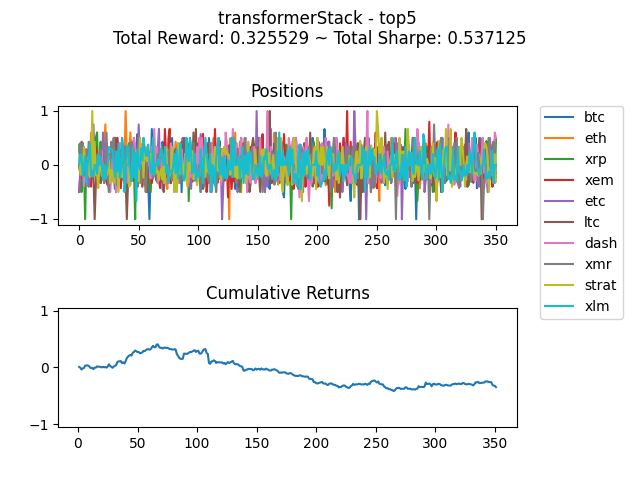 transformerStack - top5
Total Reward: 0.325529 ~ Total Sharpe: 0.537125
Positions
1
0
−1
0 50 100 150 200 250 300 350
btc
eth
xrp
xem
etc
ltc
dash
xmr
strat
xlm
Cumulative Returns
1
0
−1
0 50 100 150 200 250 300 350